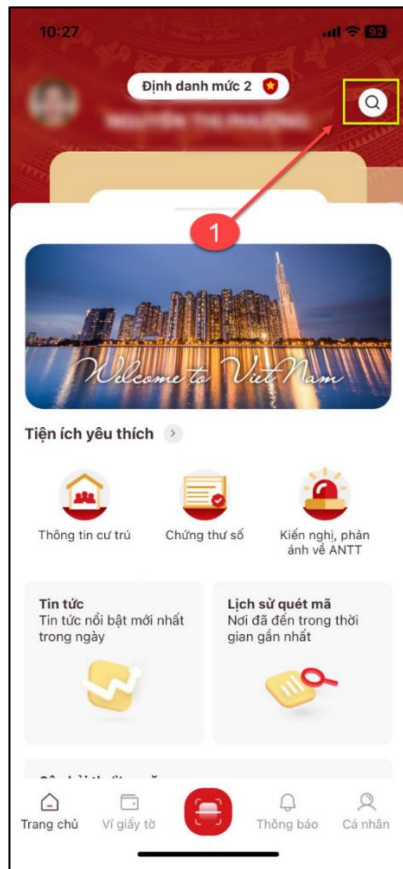 10:27
92
Định danh mức 2
1
Welcome to Viet Nam
Tiện ích yêu thích
Thông tin cư trú
Chứng thư số
Kiến nghị, phản
ánh về ANTT
Tin tức
Tin tức nổi bật mới nhất
trong ngày
Lịch sử quét mã
Nơi đã đến trong thời
gian gần nhất
Trang chủ
Ví giấy tờ
Thông báo
Cá nhân